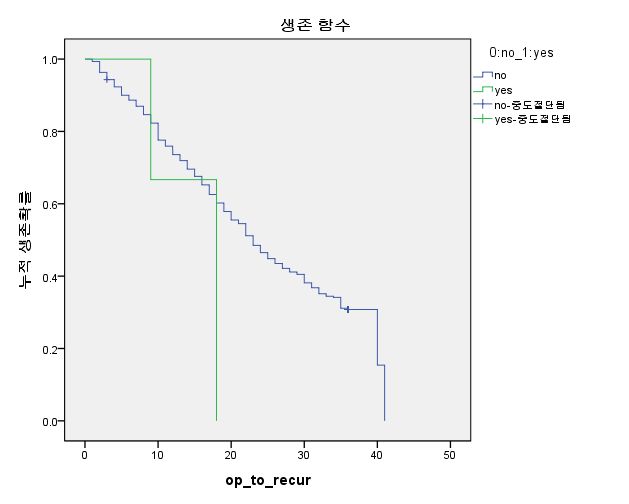 생존 함수
0:no_1:yes
no
yes
no-중도절단됨
yes-중도절단됨
누적 생존확률
1.0
0.8
0.6
0.4
0.2
0.0
0 10 20 30 40 50
op_to_recur